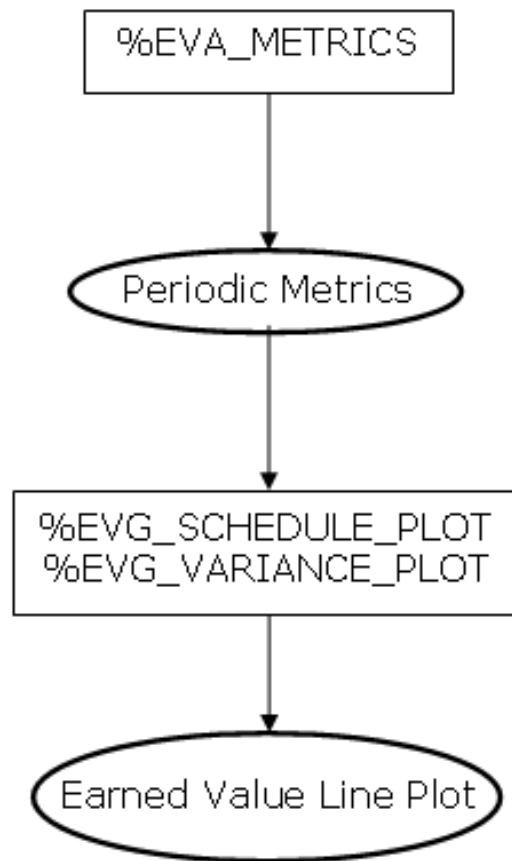 %EVA_METRICS
Periodic Metrics
%EVG_SCHEDULE_PLOT
%EVG_VARIANCE_PLOT
Earned Value Line Plot